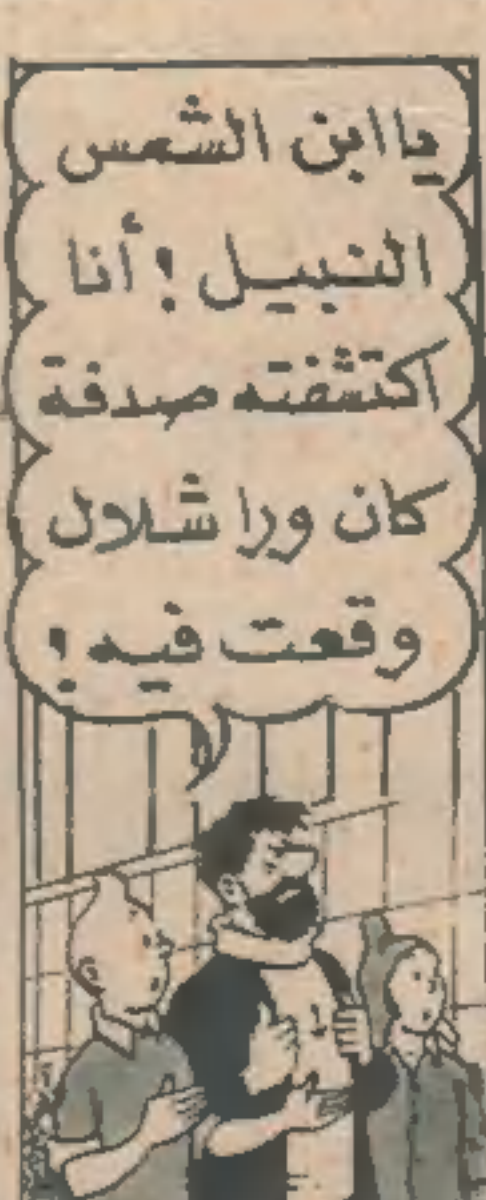 يا ابن الشمس
النبيل! أنا
اكتشفته صدفة
كان ورا شلال
وقعت فيه!